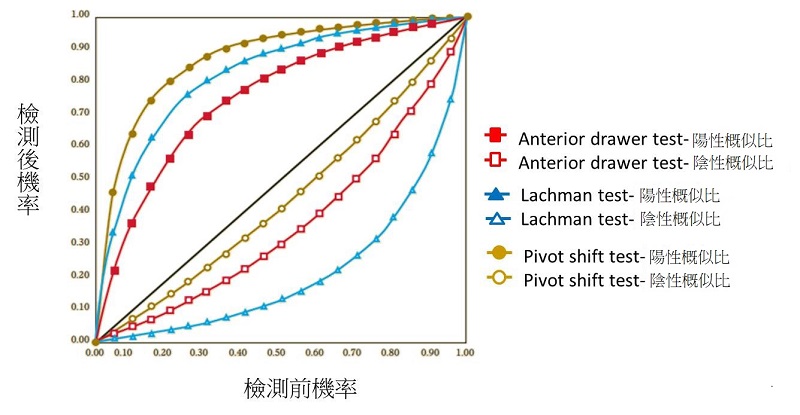 1.00
0.90
0.80
0.70
0.60
0.50
0.40
0.30
0.20
0.10
0.00
檢測後機率
0.00 0.10 0.20 0.30 0.40 0.50 0.60 0.70 0.80 0.90 1.00
檢測前機率
Anterior drawer test- 陽性概似比
Anterior drawer test- 陰性概似比
Lachman test- 陽性概似比
Lachman test- 陰性概似比
Pivot shift test- 陽性概似比
Pivot shift test- 陰性概似比